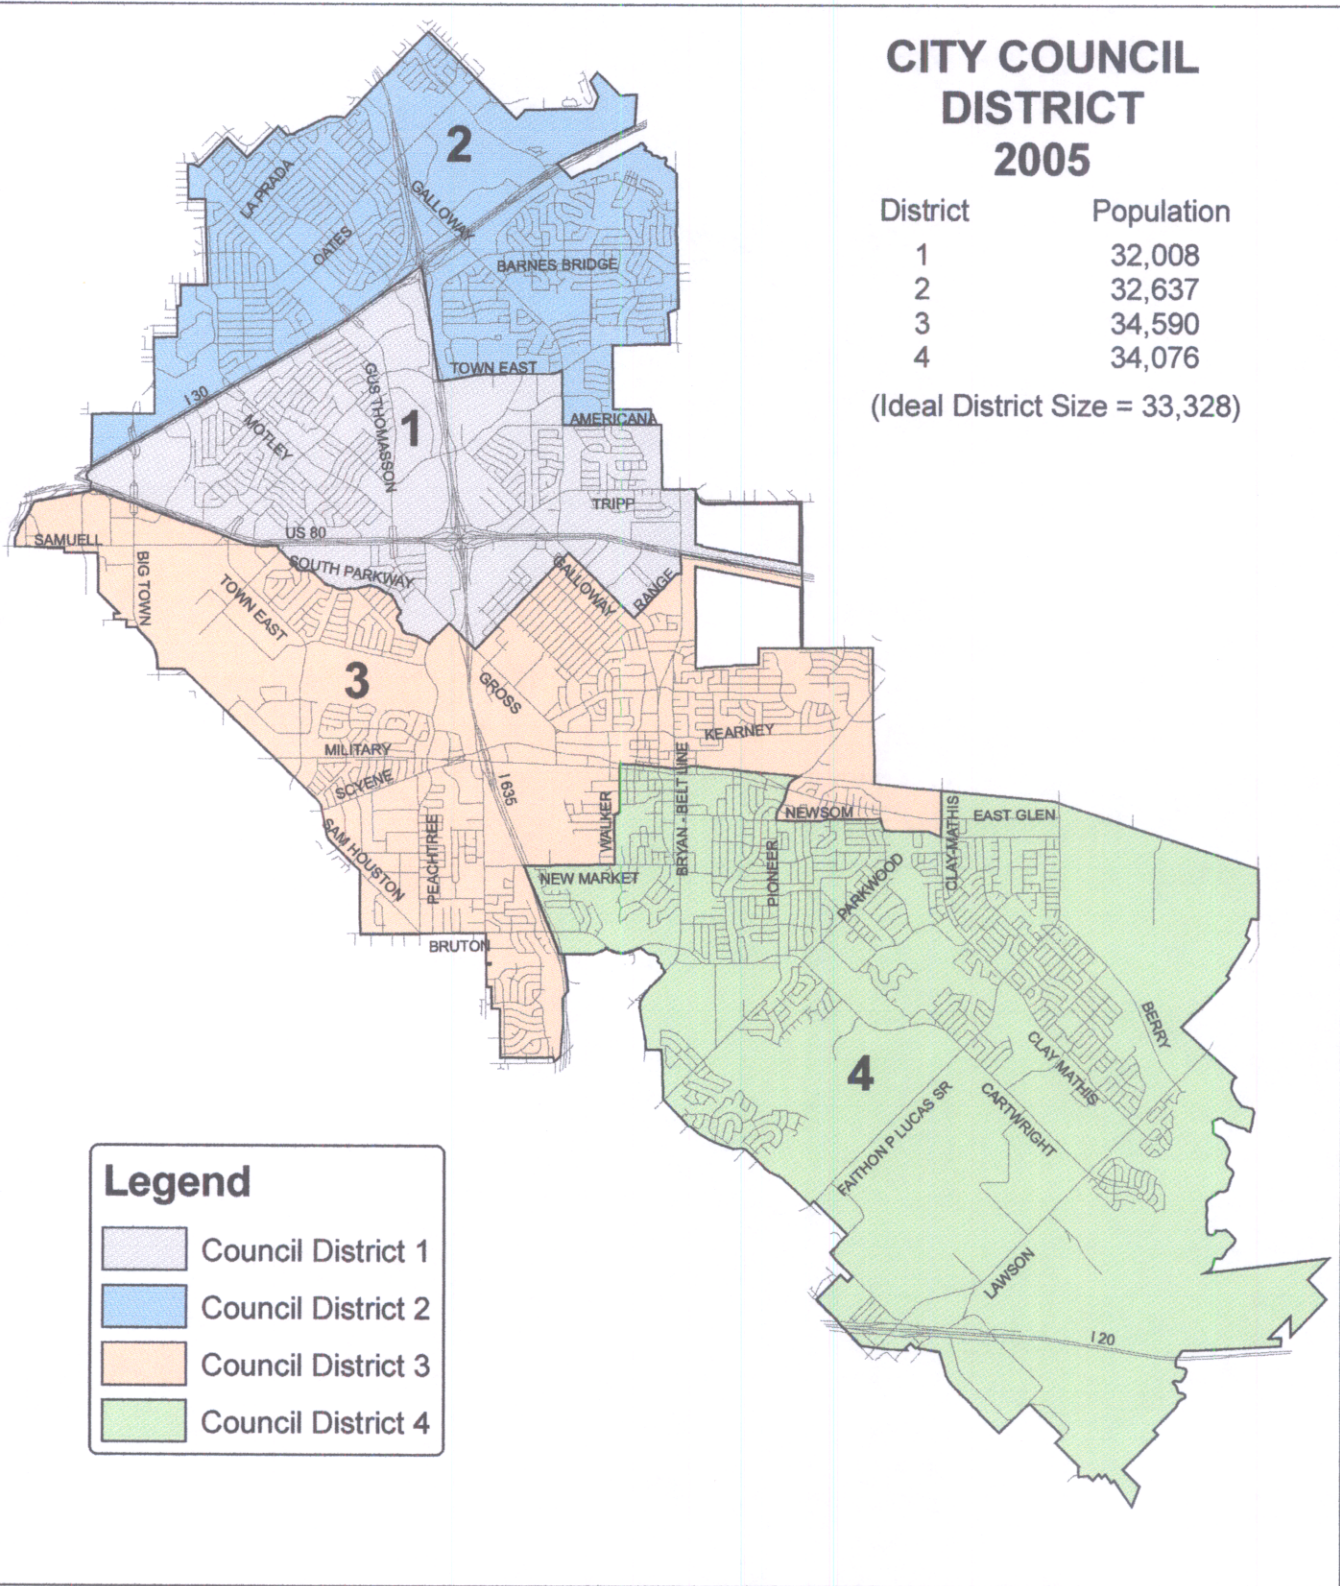 CITY COUNCIL
DISTRICT
2005
District Population
1 32,008
2 32,637
3 34,590
4 34,076
(Ideal District Size = 33,328)
2
LA PRADA
GALLOWAY
OATES
BARNES BRIDGE
TOWN EAST
I 30
GUS THOMASSON
1
MOTLEY
AMERICANA
TRIPP
US 80
SAMUELL
SOUTH PARKWAY
BIG TOWN
TOWN EAST
GALLOWAY
RANGE
3
GROSS
KEARNEY
MILITARY
SCYENE
I 635
BRYAN - BELT LINE
WALKER
NEWSOM
CLAY-MATHIS
EAST GLEN
SAM HOUSTON
PEACHTREE
NEW MARKET
PIONEER
PARKWOOD
BRUTON
BERRY
4
CLAY MATHIS
FAITHON P LUCAS SR
CARTWRIGHT
LAWSON
I 20
Legend
Council District 1
Council District 2
Council District 3
Council District 4